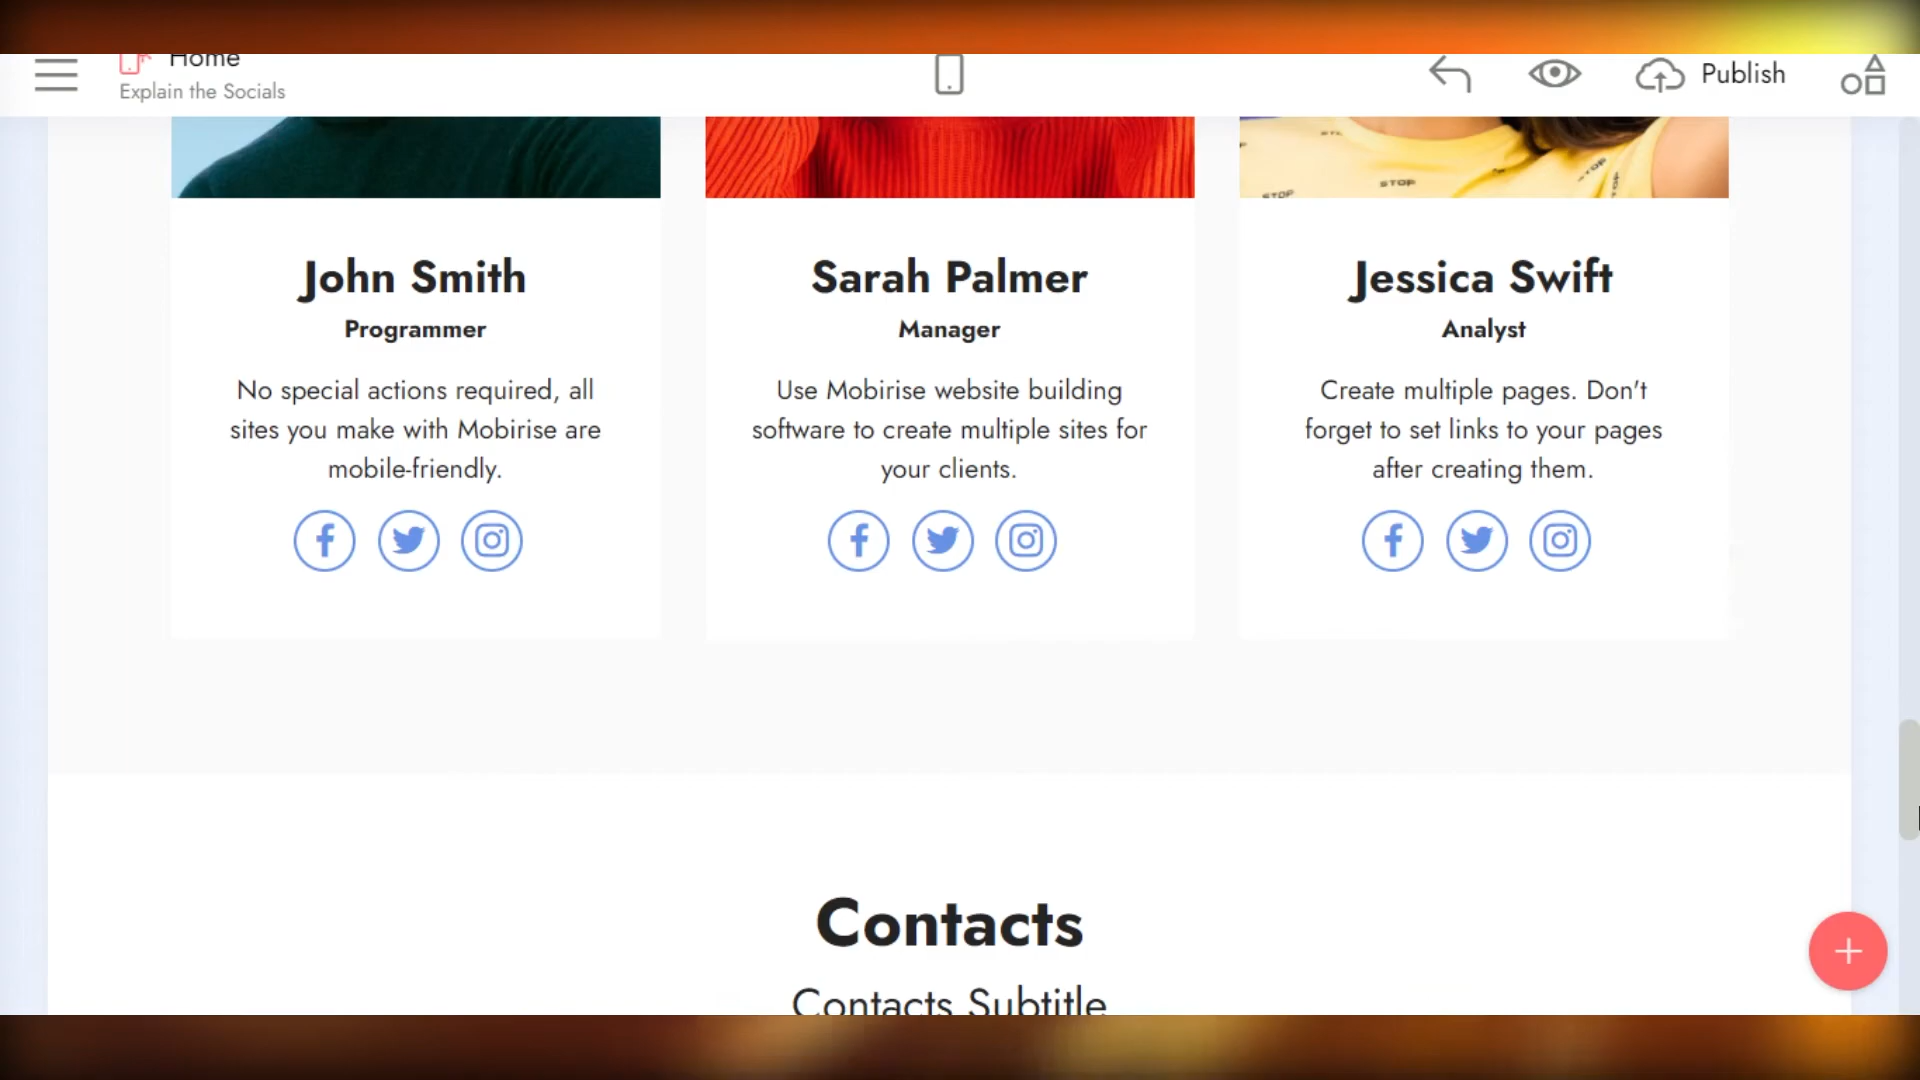 Home
Explain the Socials
Publish
STOP
STOP
John Smith
Programmer
No special actions required, all
sites you make with Mobirise are
mobile-friendly.
Sarah Palmer
Manager
Use Mobirise website building
software to create multiple sites for
your clients.
Jessica Swift
Analyst
Create multiple pages. Don't
forget to set links to your pages
after creating them.
Contacts
Contacts Subtitle